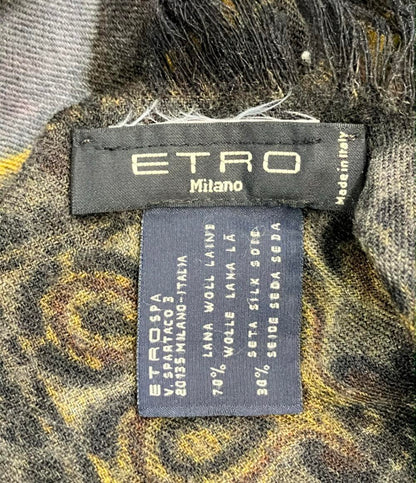 ETRO
Milano
Made in Italy
ETRO SPA
V. SPARTACO 3
20135 MILANO-ITALIA
70% LANA WOLL LAINE
WOLLE LANA LÃ
30% SETA SILK SOIE
SEIDE SEDA SEDA